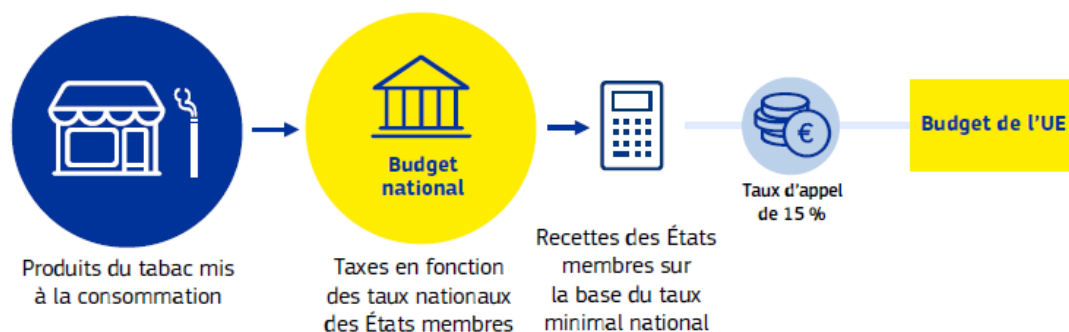 Produits du tabac mis
à la consommation
Budget
national
Taxes en fonction
des taux nationaux
des États membres
Recettes des États
membres sur
la base du taux
minimal national
€
Taux d'appel
de 15 %
Budget de l'UE